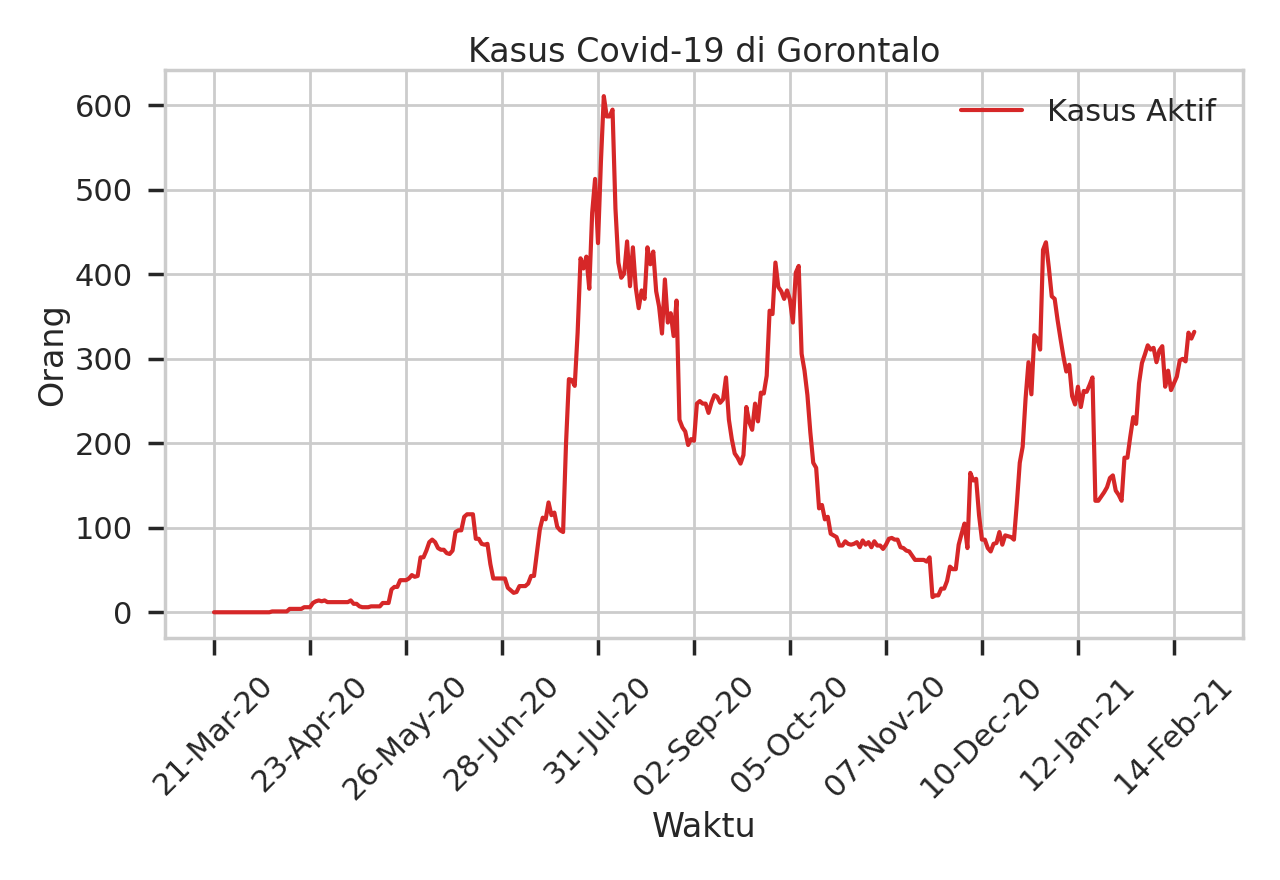 Kasus Covid-19 di Gorontalo
Kasus Aktif
600
500
400
300
200
100
0
Orang
21-Mar-20
23-Apr-20
26-May-20
28-Jun-20
31-Jul-20
02-Sep-20
05-Oct-20
07-Nov-20
10-Dec-20
12-Jan-21
14-Feb-21
Waktu